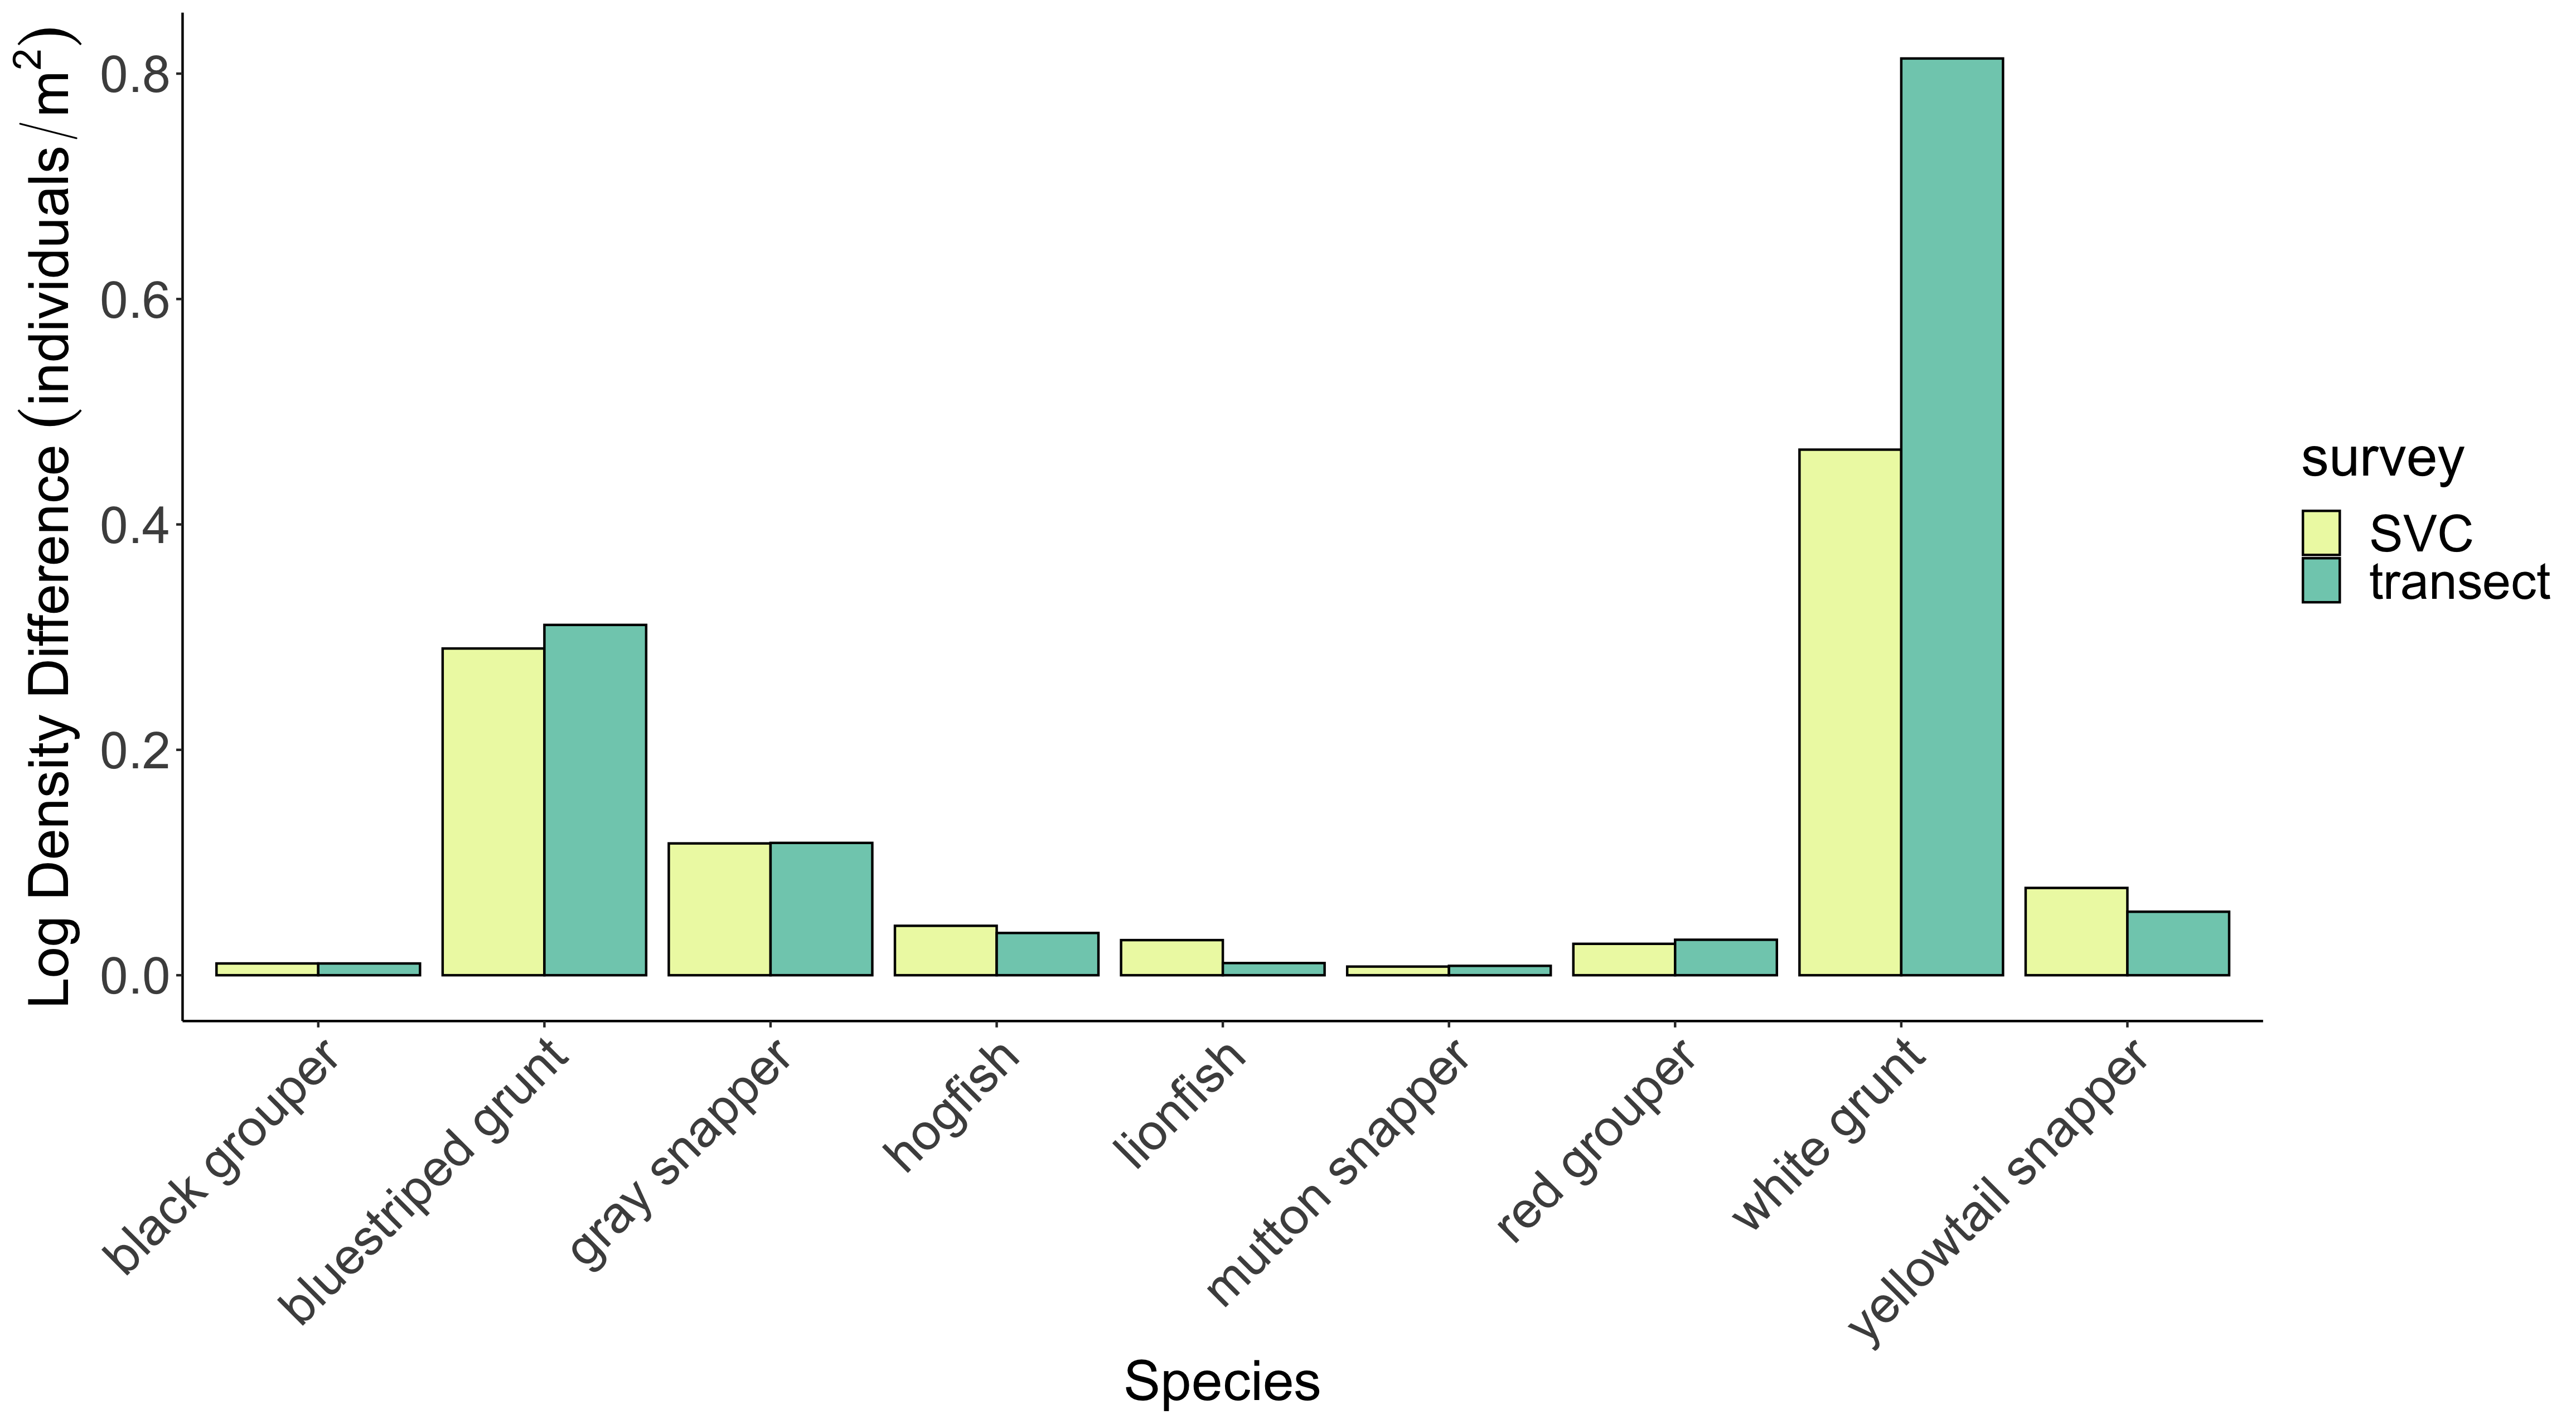 Log Density Difference (individuals/m²)
0.8
0.6
0.4
0.2
0.0
black grouper
bluestriped grunt
gray snapper
hogfish
lionfish
mutton snapper
red grouper
white grunt
yellowtail snapper
Species
survey
SVC
transect